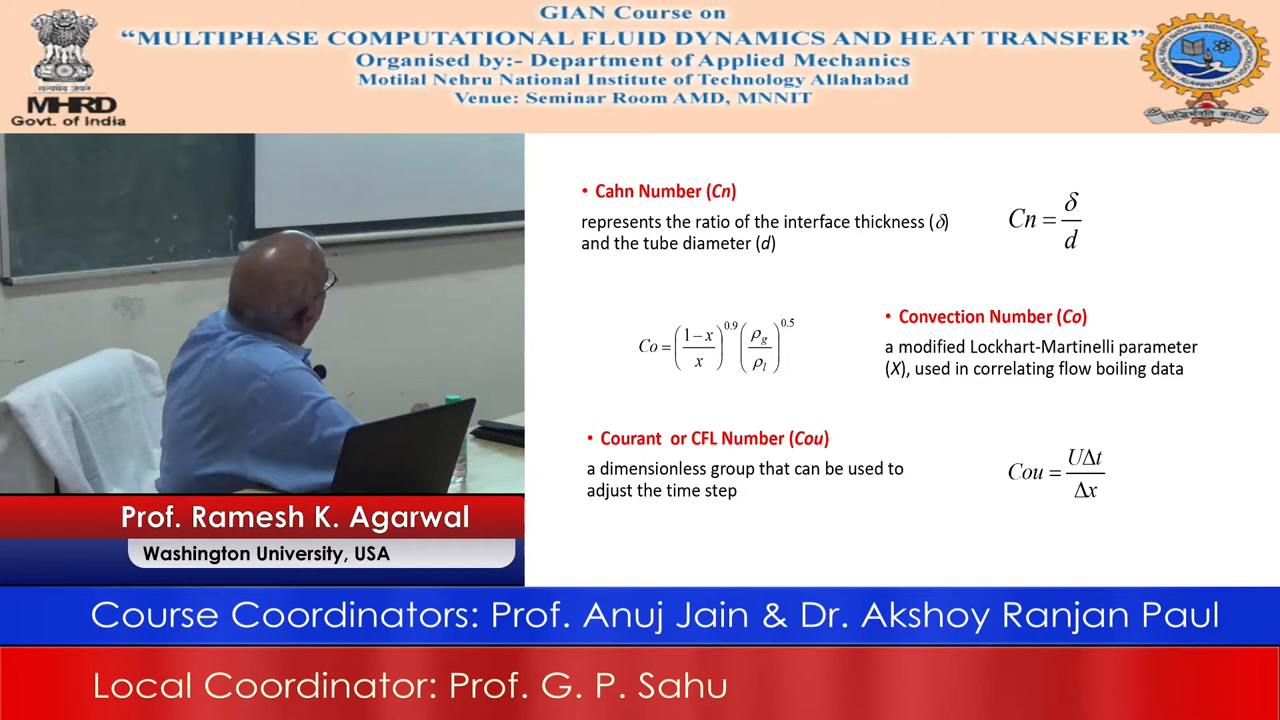 GIAN Course on
“MULTIPHASE COMPUTATIONAL FLUID DYNAMICS AND HEAT TRANSFER”
Organised by:- Department of Applied Mechanics
Motilal Nehru National Institute of Technology Allahabad
Venue: Seminar Room AMD, MNNIT
सत्यमेव जयते
MHRD
Govt. of India
• Cahn Number (Cn)
represents the ratio of the interface thickness (δ)
and the tube diameter (d)
Cn = δ/d
• Convection Number (Co)
a modified Lockhart-Martinelli parameter
(X), used in correlating flow boiling data
Co = ((1−x)/x)^0.9 (ρg/ρl)^0.5
• Courant or CFL Number (Cou)
a dimensionless group that can be used to
adjust the time step
Cou = UΔt/Δx
Prof. Ramesh K. Agarwal
Washington University, USA
Course Coordinators: Prof. Anuj Jain & Dr. Akshoy Ranjan Paul
Local Coordinator: Prof. G. P. Sahu